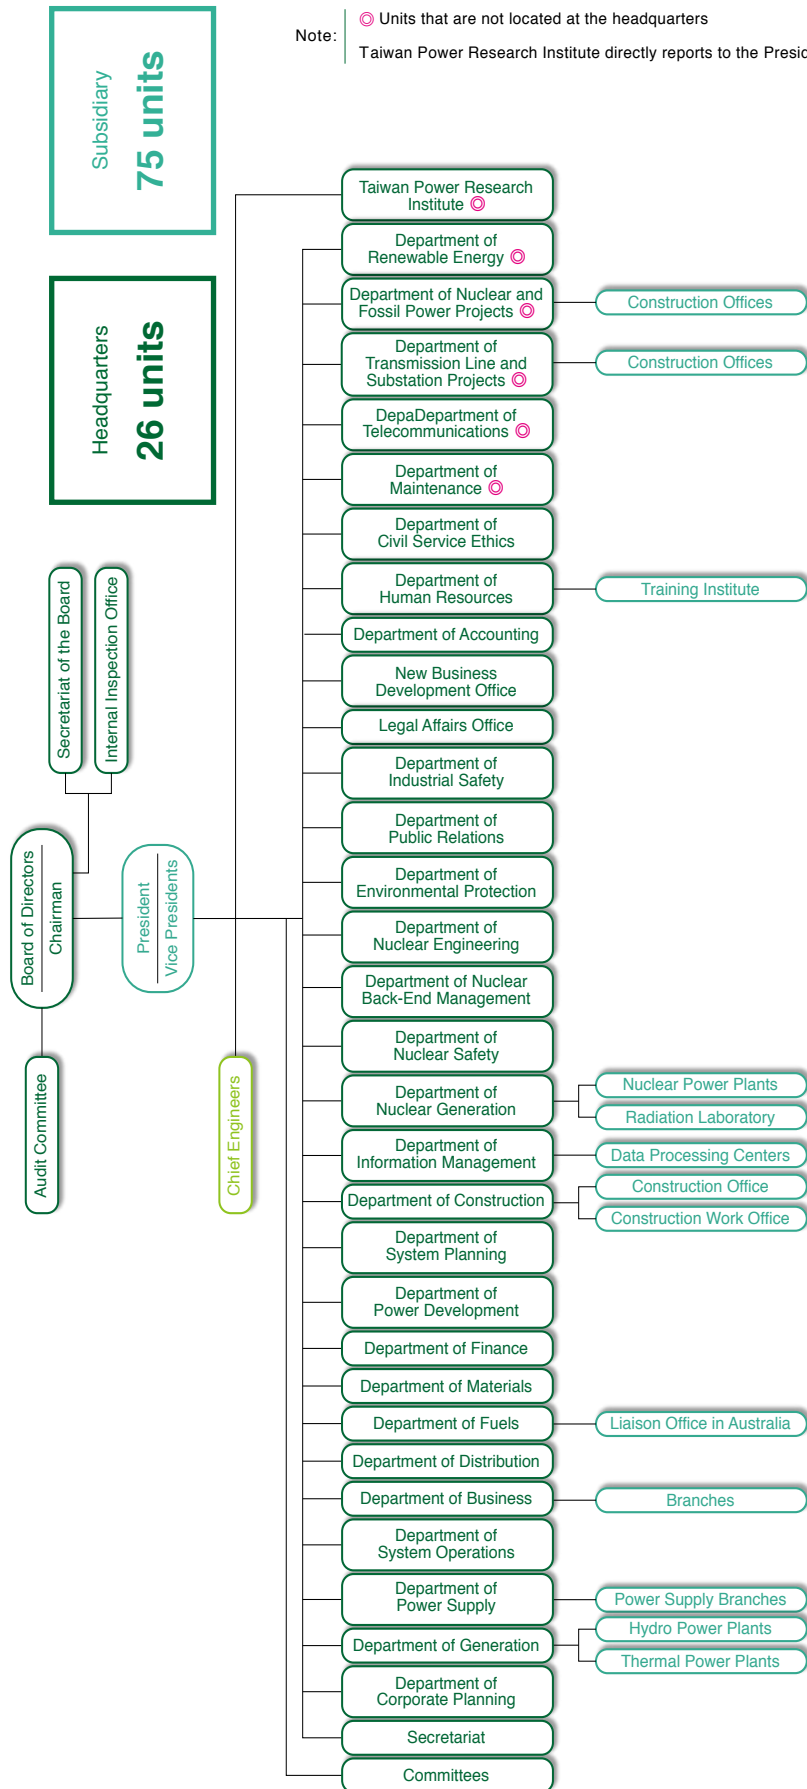 Note:
Units that are not located at the headquarters
Taiwan Power Research Institute directly reports to the Presid
Subsidiary
75 units
Headquarters
26 units
Secretariat of the Board
Internal Inspection Office
Board of Directors
Chairman
President
Vice Presidents
Audit Committee
Chief Engineers
Taiwan Power Research
Institute
Department of
Renewable Energy
Department of Nuclear and
Fossil Power Projects
Construction Offices
Department of
Transmission Line and
Substation Projects
Construction Offices
DepaDepartment of
Telecommunications
Department of
Maintenance
Department of
Civil Service Ethics
Department of
Human Resources
Training Institute
Department of Accounting
New Business
Development Office
Legal Affairs Office
Department of
Industrial Safety
Department of
Public Relations
Department of
Environmental Protection
Department of
Nuclear Engineering
Department of Nuclear
Back-End Management
Department of
Nuclear Safety
Department of
Nuclear Generation
Nuclear Power Plants
Radiation Laboratory
Department of
Information Management
Data Processing Centers
Department of Construction
Construction Office
Construction Work Office
Department of
System Planning
Department of
Power Development
Department of Finance
Department of Materials
Department of Fuels
Liaison Office in Australia
Department of Distribution
Department of Business
Branches
Department of
System Operations
Department of
Power Supply
Power Supply Branches
Department of Generation
Hydro Power Plants
Thermal Power Plants
Department of
Corporate Planning
Secretariat
Committees